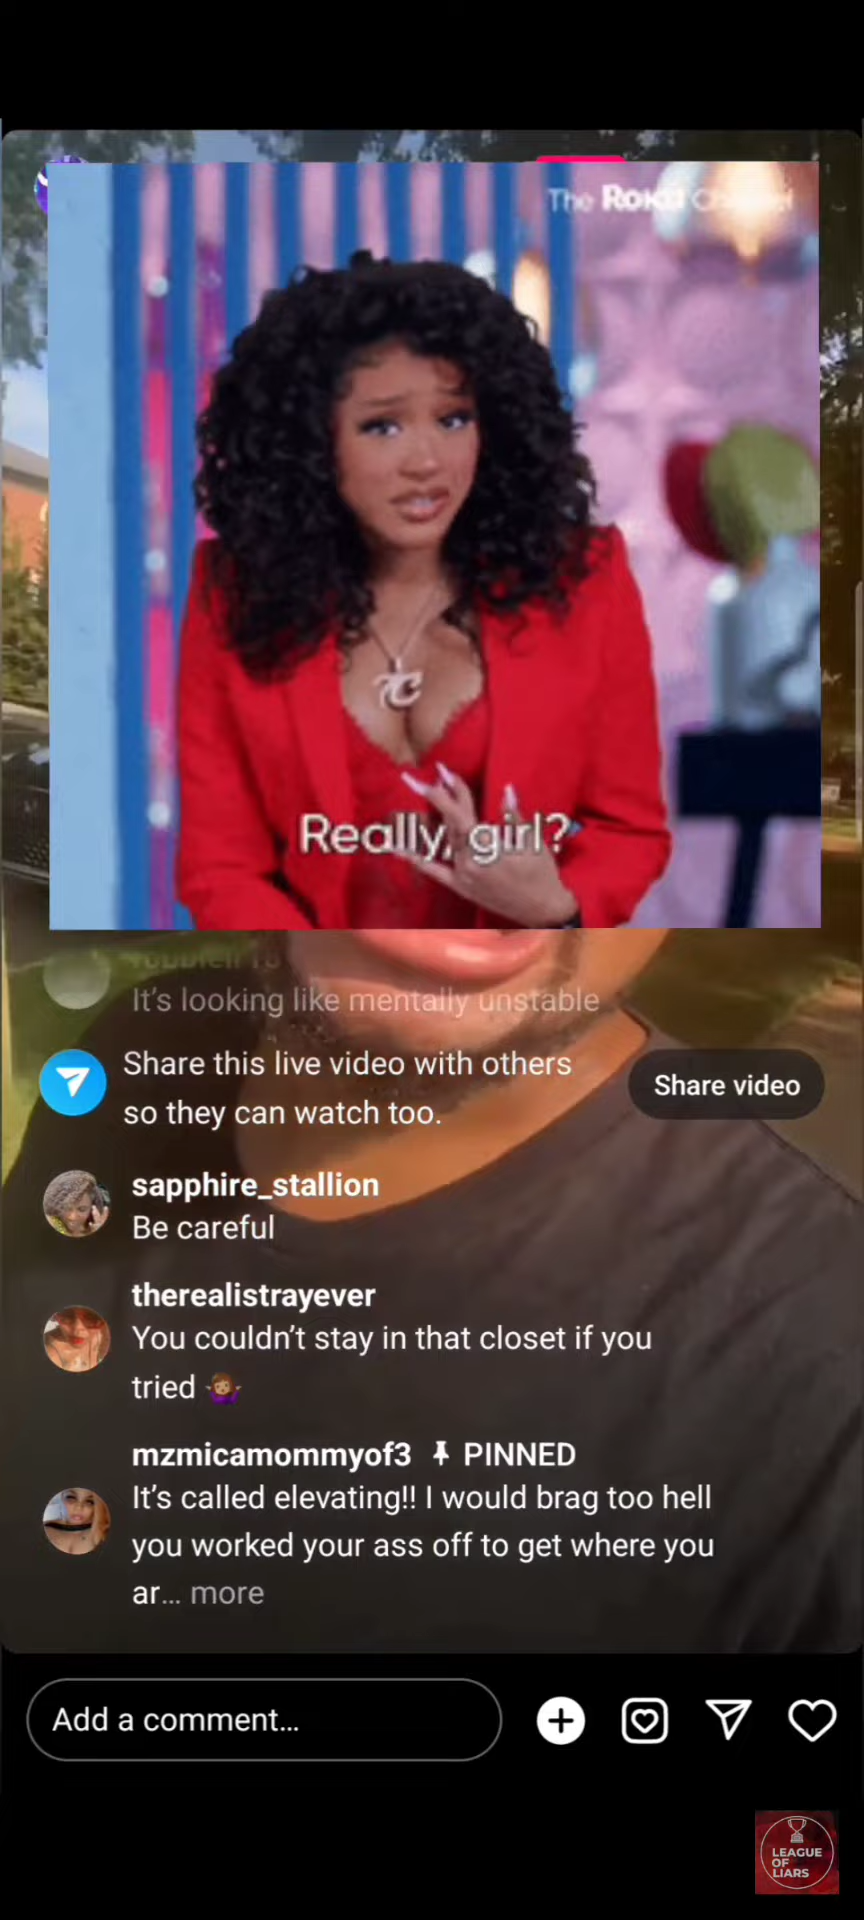 The Roku Channel
Really, girl?
It's looking like mentally unstable
Share this live video with others
so they can watch too.
Share video
sapphire_stallion
Be careful
therealistrayever
You couldn't stay in that closet if you
tried 🤷🏽‍♀️
mzmicamommyof3 📌 PINNED
It's called elevating!! I would brag too hell
you worked your ass off to get where you
ar... more
Add a comment...
LEAGUE
OF
LIARS